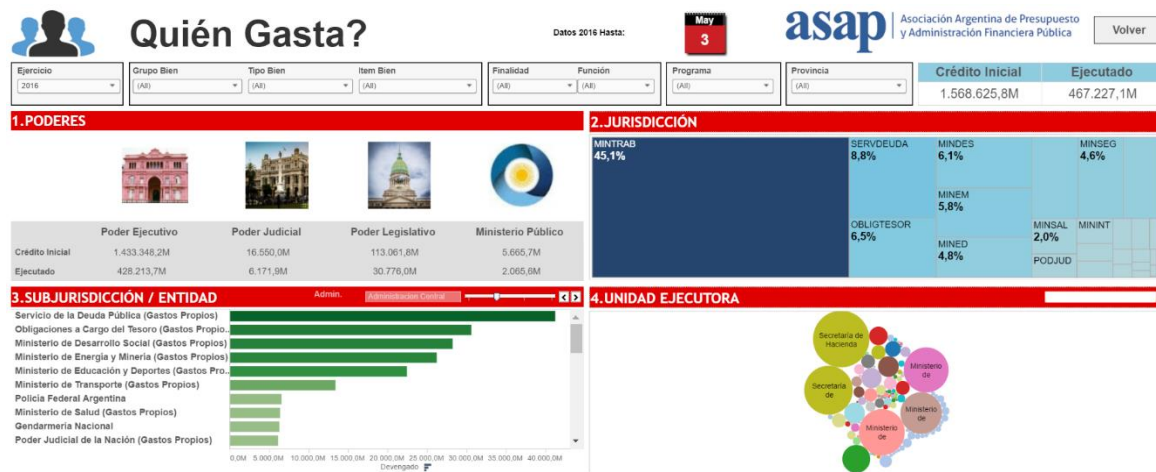 Quién Gasta?
Datos 2016 Hasta:
May
3
asap
Asociación Argentina de Presupuesto
y Administración Financiera Pública
Volver
Ejercicio
2016
Grupo Bien
(All)
Tipo Bien
(All)
Item Bien
(All)
Finalidad
(All)
Función
(All)
Programa
(All)
Provincia
(All)
Crédito Inicial
Ejecutado
1.568.625,8M
467.227,1M
1.PODERES
Poder Ejecutivo
Poder Judicial
Poder Legislativo
Ministerio Público
Crédito Inicial
1.433.348,2M
16.550,0M
113.061,8M
5.665,7M
Ejecutado
428.213,7M
6.171,9M
30.776,0M
2.065,6M
2.JURISDICCIÓN
MINTRAB
45,1%
SERVDEUDA
8,8%
OBLIGTESOR
6,5%
MINDES
6,1%
MINEM
5,8%
MINED
4,8%
MINSEG
4,6%
MINSAL
2,0%
MININT
PODJUD
3.SUBJURISDICCIÓN / ENTIDAD
Admin.
Administracion Central
Servicio de la Deuda Pública (Gastos Propios)
Obligaciones a Cargo del Tesoro (Gastos Propio..
Ministerio de Desarrollo Social (Gastos Propios)
Ministerio de Energía y Minería (Gastos Propios)
Ministerio de Educación y Deportes (Gastos Pro..
Ministerio de Transporte (Gastos Propios)
Policía Federal Argentina
Ministerio de Salud (Gastos Propios)
Gendarmería Nacional
Poder Judicial de la Nación (Gastos Propios)
0,0M 5 000,0M 10 000,0M 15 000,0M 20 000,0M 25 000,0M 30 000,0M 35 000,0M 40 000,0M
Devengado
4.UNIDAD EJECUTORA
Secretaría de
Hacienda
Ministerio
de
Secretaría
de
Ministerio
de
Ministerio
de